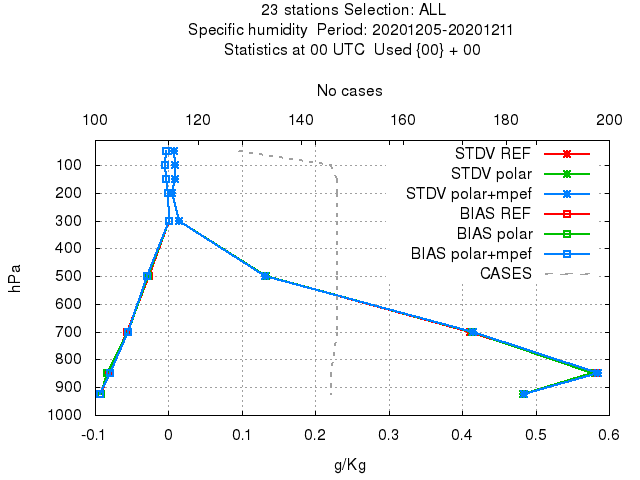 23 stations Selection: ALL
Specific humidity  Period: 20201205-20201211
Statistics at 00 UTC  Used {00} + 00
No cases
100 120 140 160 180 200
STDV REF
STDV polar
STDV polar+mpef
BIAS REF
BIAS polar
BIAS polar+mpef
CASES
hPa
100
200
300
400
500
600
700
800
900
1000
-0.1 0 0.1 0.2 0.3 0.4 0.5 0.6
g/Kg